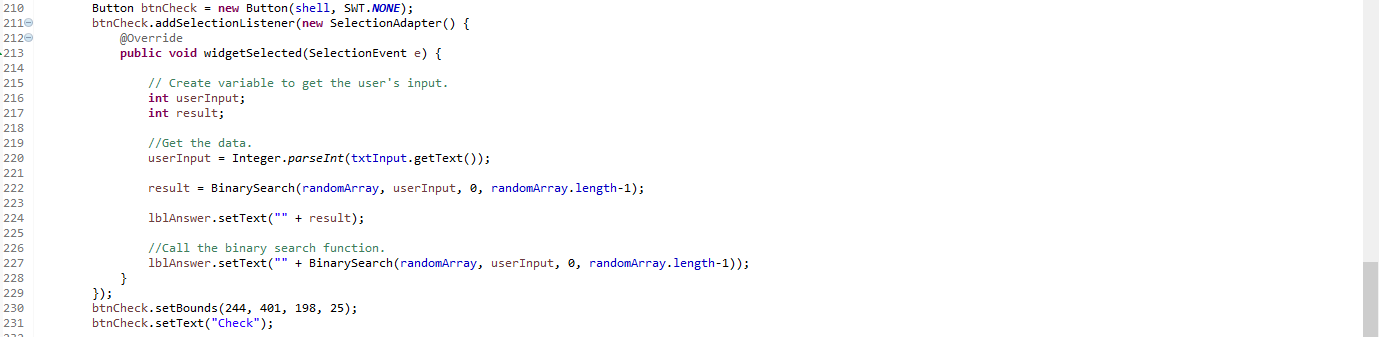 210 Button btnCheck = new Button(shell, SWT.NONE);
211 btnCheck.addSelectionListener(new SelectionAdapter() {
212 @Override
213 public void widgetSelected(SelectionEvent e) {
214
215 // Create variable to get the user's input.
216 int userInput;
217 int result;
218
219 //Get the data.
220 userInput = Integer.parseInt(txtInput.getText());
221
222 result = BinarySearch(randomArray, userInput, 0, randomArray.length-1);
223
224 lblAnswer.setText("" + result);
225
226 //Call the binary search function.
227 lblAnswer.setText("" + BinarySearch(randomArray, userInput, 0, randomArray.length-1));
228 }
229 });
230 btnCheck.setBounds(244, 401, 198, 25);
231 btnCheck.setText("Check");